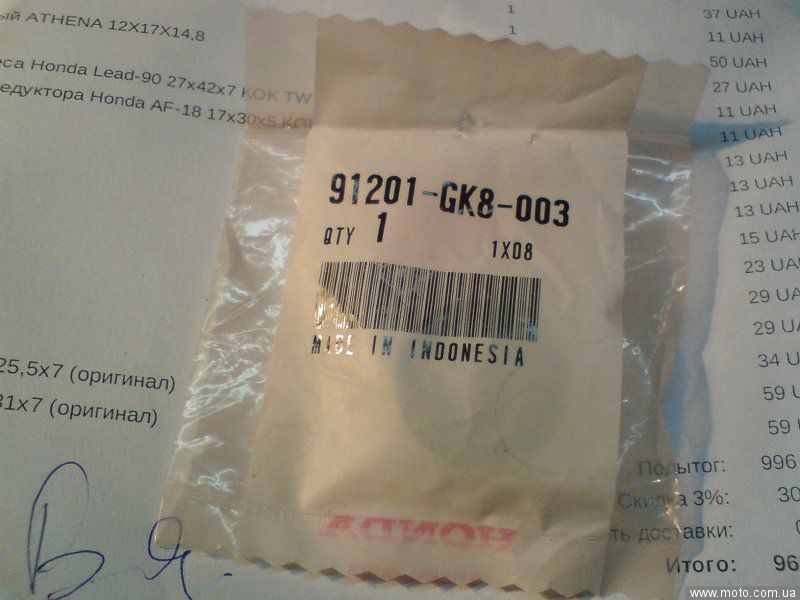 ый ATHENA 12X17X14,8
еса Honda Lead-90 27x42x7 KOK TW
едуктора Honda AF-18 17x30x5 KOK
1
1
37 UAH
11 UAH
50 UAH
27 UAH
11 UAH
11 UAH
13 UAH
13 UAH
13 UAH
15 UAH
23 UAH
29 UA
29 UA
34 U
59 U
59 U
91201-GK8-003
QTY 1
1X08
MADE IN INDONESIA
25,5x7 (оригинал)
31x7 (оригинал)
Подытог: 996
Скидка 3%: 30
ть доставки: 0
Итого: 96
HONDA
www.moto.com.ua